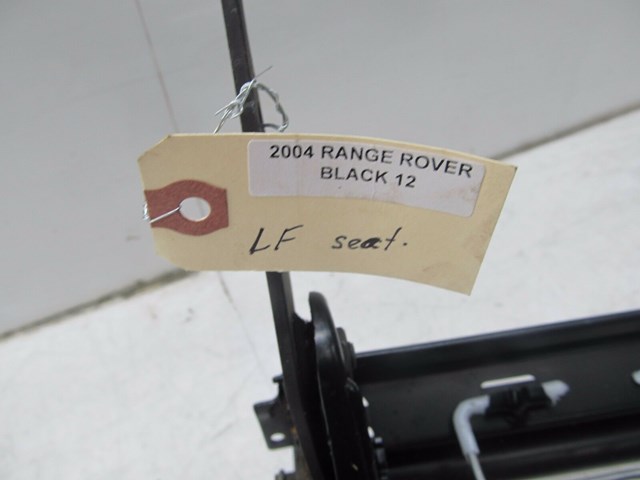 2004 RANGE ROVER
BLACK 12
LF seat.